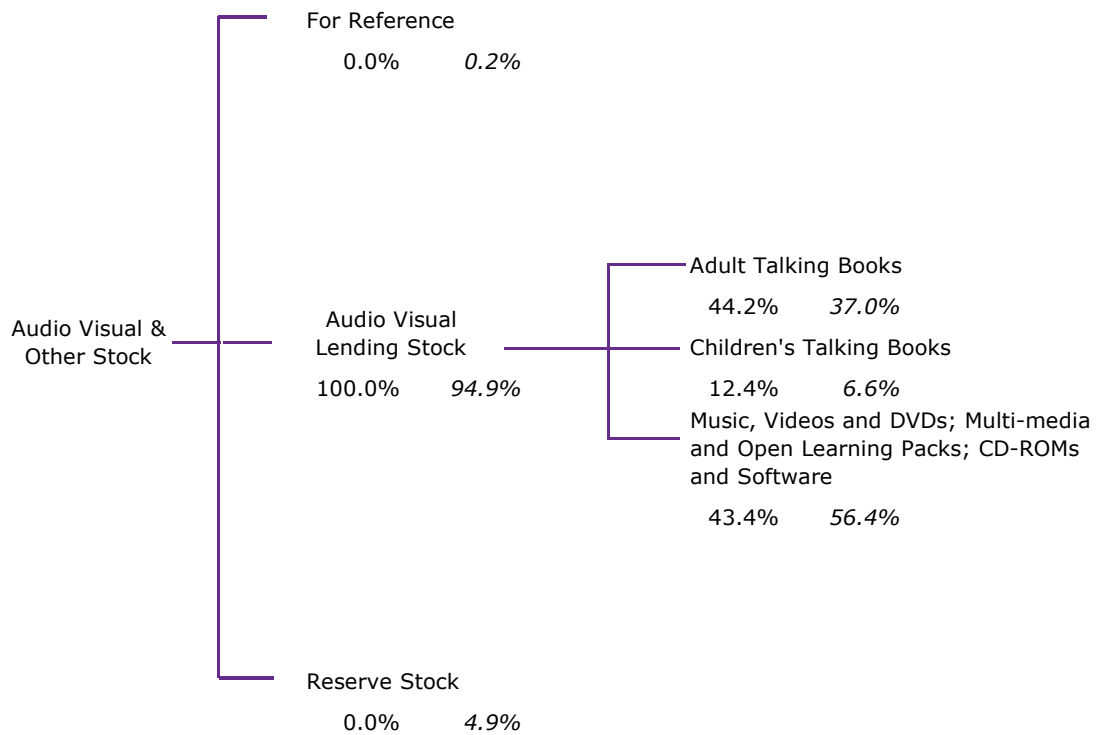 For Reference
0.0% 0.2%
Audio Visual &
Other Stock
Audio Visual
Lending Stock
100.0% 94.9%
Adult Talking Books
44.2% 37.0%
Children's Talking Books
12.4% 6.6%
Music, Videos and DVDs; Multi-media
and Open Learning Packs; CD-ROMs
and Software
43.4% 56.4%
Reserve Stock
0.0% 4.9%